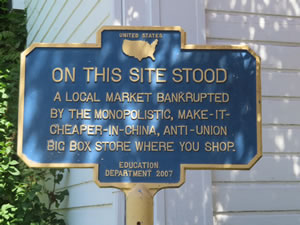 UNITED STATES
ON THIS SITE STOOD
A LOCAL MARKET BANKRUPTED
BY THE MONOPOLISTIC, MAKE-IT-
CHEAPER-IN-CHINA, ANTI-UNION
BIG BOX STORE WHERE YOU SHOP.
EDUCATION
DEPARTMENT 2007